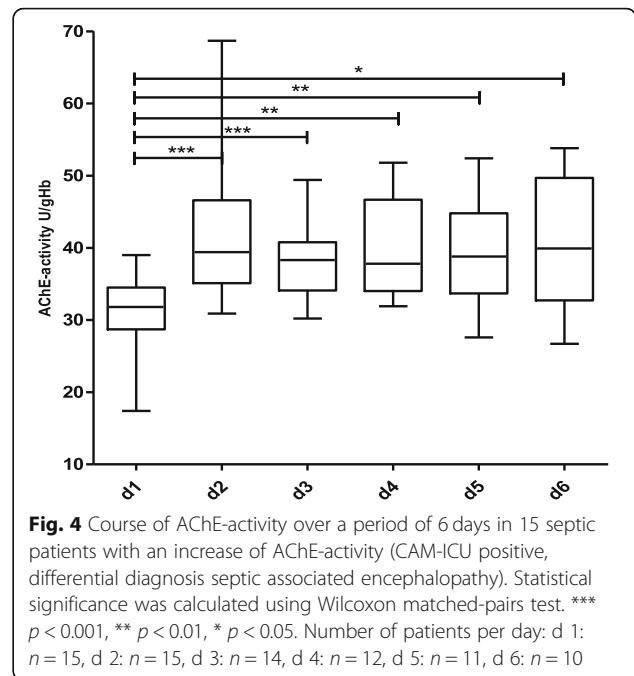 70
60
50
40
30
20
10
AChE-activity U/gHb
*
**
**
***
***
d1 d2 d3 d4 d5 d6
Fig. 4 Course of AChE-activity over a period of 6 days in 15 septic
patients with an increase of AChE-activity (CAM-ICU positive,
differential diagnosis septic associated encephalopathy). Statistical
significance was calculated using Wilcoxon matched-pairs test. ***
p < 0.001, ** p < 0.01, * p < 0.05. Number of patients per day: d 1:
n = 15, d 2: n = 15, d 3: n = 14, d 4: n = 12, d 5: n = 11, d 6: n = 10